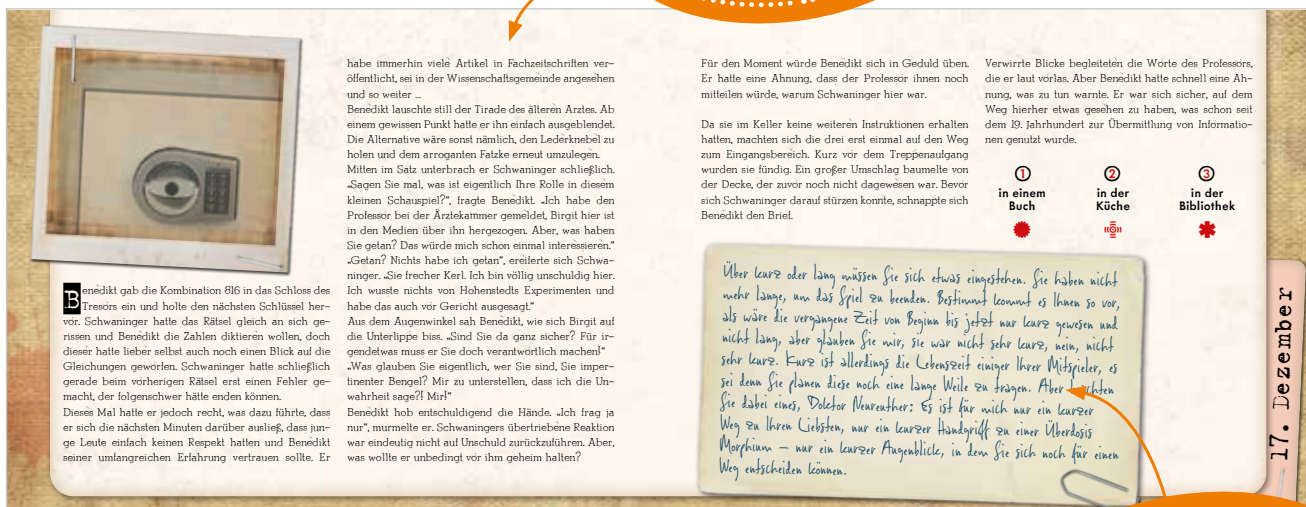 Benedikt gab die Kombination 816 in das Schloss des
Tresors ein und holte den nächsten Schlüssel her-
vor. Schwaninger hatte das Rätsel gleich an sich ge-
rissen und Benedikt die Zahlen diktieren wollen, doch
dieser hatte lieber selbst auch noch einen Blick auf die
Gleichungen geworfen. Schwaninger hatte schließlich
gerade beim vorherigen Rätsel erst einen Fehler ge-
macht, der folgenschwer hätte enden können.
Dieses Mal hatte er jedoch recht, was dazu führte, dass
er sich die nächsten Minuten darüber ausließ, dass jun-
ge Leute einfach keinen Respekt hatten und Benedikt
seiner umfangreichen Erfahrung vertrauen sollte. Er
habe immerhin viele Artikel in Fachzeitschriften ver-
öffentlicht, sei in der Wissenschaftsgemeinde angesehen
und so weiter ...
Benedikt lauschte still der Tirade des älteren Arztes. Ab
einem gewissen Punkt hatte er ihn einfach ausgeblendet.
Die Alternative wäre sonst nämlich, den Lederknebel zu
holen und dem arroganten Fatzke erneut umzulegen.
Mitten im Satz unterbrach er Schwaninger schließlich.
„Sagen Sie mal, was ist eigentlich Ihre Rolle in diesem
kleinen Schauspiel?", fragte Benedikt. „Ich habe den
Professor bei der Ärztekammer gemeldet, Birgit hier ist
in den Medien über ihn hergezogen. Aber, was haben
Sie getan? Das würde mich schon einmal interessieren."
„Getan? Nichts habe ich getan", ereiferte sich Schwa-
ninger. „Sie frecher Kerl. Ich bin völlig unschuldig hier.
Ich wusste nichts von Hohenstedts Experimenten und
habe das auch vor Gericht ausgesagt."
Aus dem Augenwinkel sah Benedikt, wie sich Birgit auf
die Unterlippe biss. „Sind Sie da ganz sicher? Für ir-
gendetwas muss er Sie doch verantwortlich machen!"
„Was glauben Sie eigentlich, wer Sie sind, Sie imper-
tinenter Bengel? Mir zu unterstellen, dass ich die Un-
wahrheit sage?! Mir!"
Benedikt hob entschuldigend die Hände. „Ich frag ja
nur", murmelte er. Schwaningers übertriebene Reaktion
war eindeutig nicht auf Unschuld zurückzuführen. Aber,
was wollte er unbedingt vor ihm geheim halten?
Für den Moment würde Benedikt sich in Geduld üben.
Er hatte eine Ahnung, dass der Professor ihnen noch
mitteilen würde, warum Schwaninger hier war.
Da sie im Keller keine weiteren Instruktionen erhalten
hatten, machten sich die drei erst einmal auf den Weg
zum Eingangsbereich. Kurz vor dem Treppenaufgang
wurden sie fündig. Ein großer Umschlag baumelte von
der Decke, der zuvor noch nicht dagewesen war. Bevor
sich Schwaninger darauf stürzen konnte, schnappte sich
Benedikt den Brief.
Über kurz oder lang müssen Sie sich etwas eingestehen. Sie haben nicht
mehr lange, um das Spiel zu beenden. Bestimmt kommt es Ihnen so vor,
als wäre die vergangene Zeit von Beginn bis jetzt nur kurz gewesen und
nicht lang, aber glauben Sie mir, sie war nicht sehr kurz, nein, nicht
sehr kurz. Kurz ist allerdings die Lebenszeit einiger Ihrer Mitspieler, es
sei denn Sie planen diese noch eine lange Weile zu tragen. Aber
Sie dabei eines, Doktor Neureuther: Es ist für mich nur ein kurzer
Weg zu Ihren Liebsten, nur ein kurzer Handgriff zu einer Überdosis
Morphium – nur ein kurzer Augenblick, in dem Sie sich noch für einen
Weg entscheiden können.
Verwirrte Blicke begleiteten die Worte des Professors,
die er laut vorlas. Aber Benedikt hatte schnell eine Ah-
nung, was zu tun warnte. Er war sich sicher, auf dem
Weg hierher etwas gesehen zu haben, was schon seit
dem 19. Jahrhundert zur Übermittlung von Informatio-
nen genutzt wurde.
1 2 3
in einem in der in der
Buch Küche Bibliothek
17. Dezember